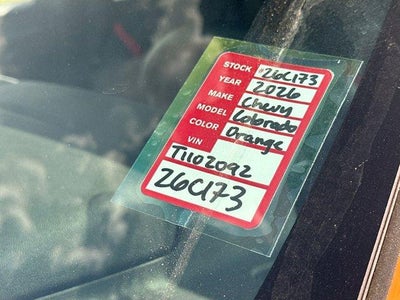 STOCK 26C173
YEAR 2026
MAKE Chevy
MODEL Colorado
COLOR Orange
VIN
T1102092
26C173